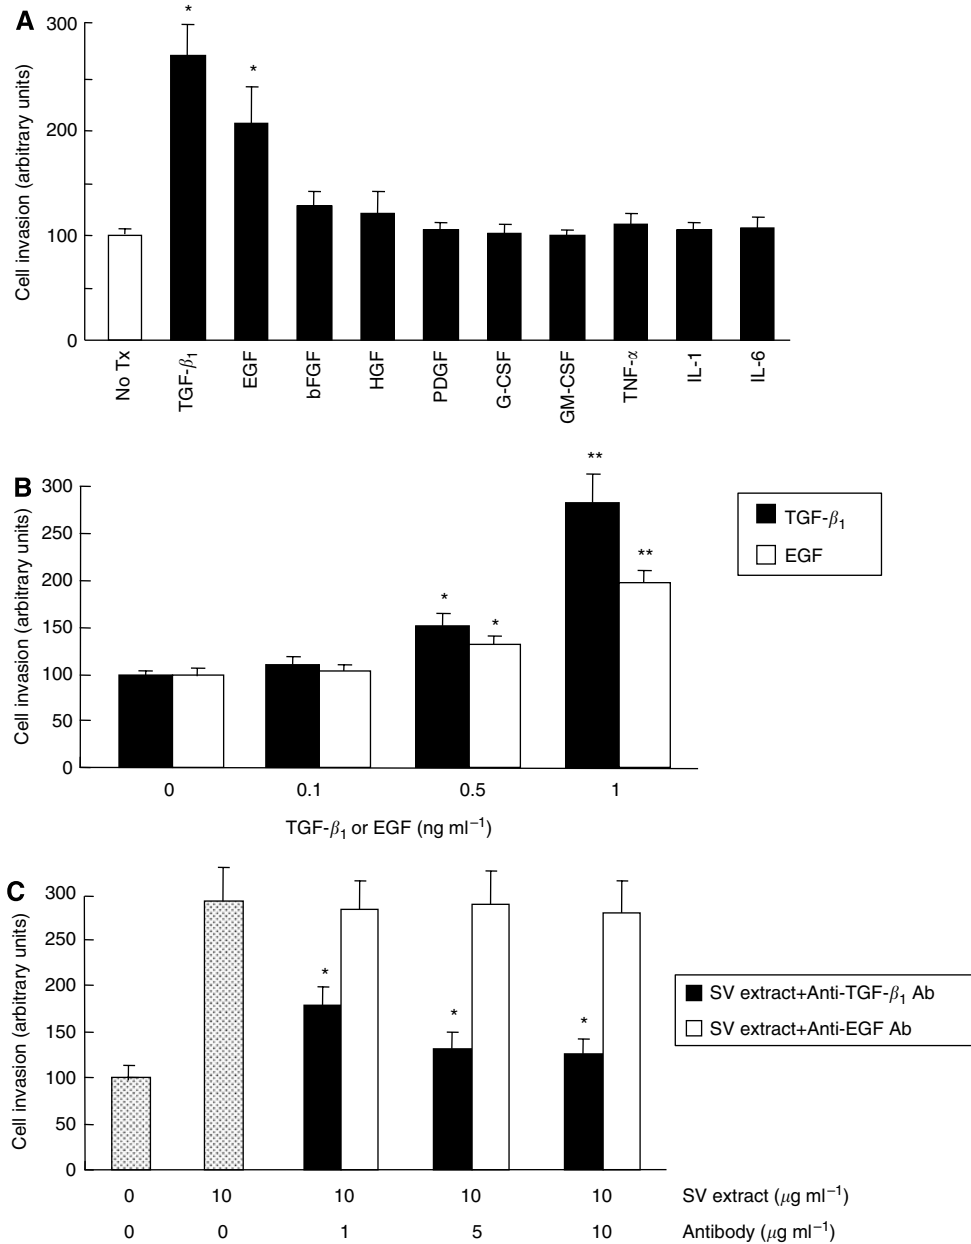 A
300
200
100
0
Cell invasion (arbitrary units)
*
*
No Tx
TGF-β₁
EGF
bFGF
HGF
PDGF
G-CSF
GM-CSF
TNF-α
IL-1
IL-6
B
300
250
200
150
100
50
0
Cell invasion (arbitrary units)
*
*
**
**
0 0.1 0.5 1
TGF-β₁ or EGF (ng ml⁻¹)
TGF-β₁
EGF
C
300
250
200
150
100
50
0
Cell invasion (arbitrary units)
*
*
*
SV extract+Anti-TGF-β₁ Ab
SV extract+Anti-EGF Ab
0 10 10 10 10 SV extract (μg ml⁻¹)
0 0 1 5 10 Antibody (μg ml⁻¹)